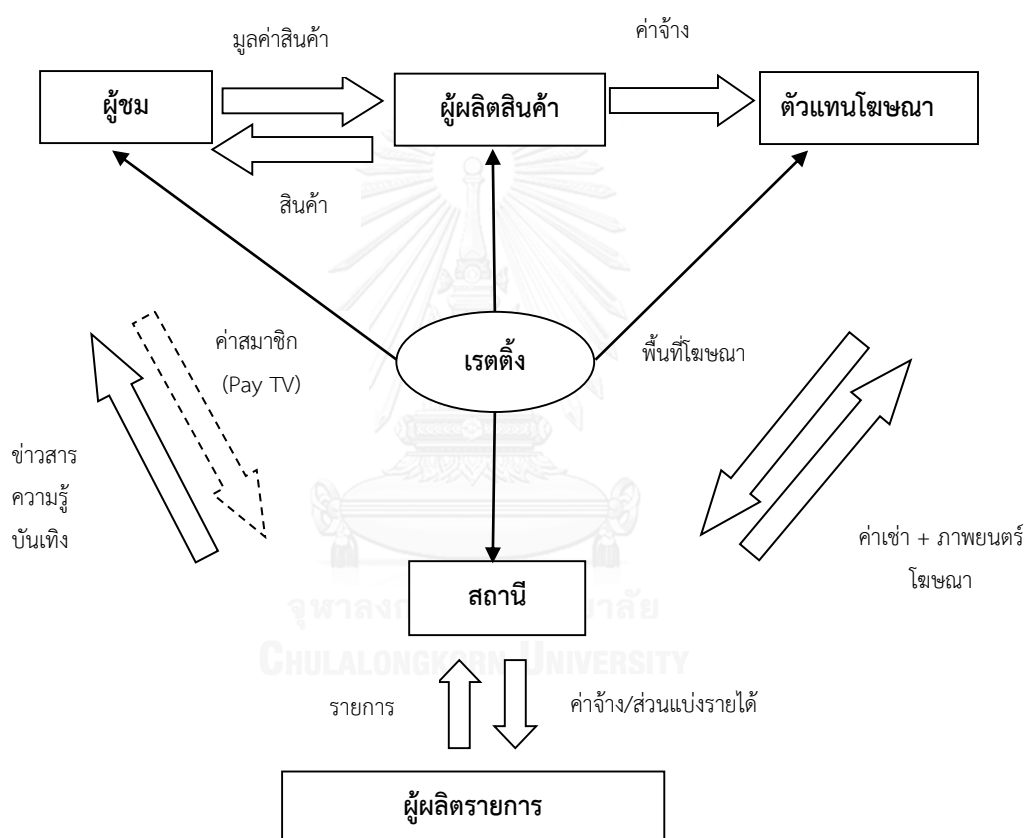 มูลค่าสินค้า
ค่าจ้าง
ผู้ชม
ผู้ผลิตสินค้า
ตัวแทนโฆษณา
สินค้า
ค่าสมาชิก
(Pay TV)
เรตติ้ง
พื้นที่โฆษณา
ข่าวสาร
ความรู้
บันเทิง
ค่าเช่า + ภาพยนตร์
โฆษณา
สถานี
CHULALONGKORN UNIVERSITY
รายการ
ค่าจ้าง/ส่วนแบ่งรายได้
ผู้ผลิตรายการ